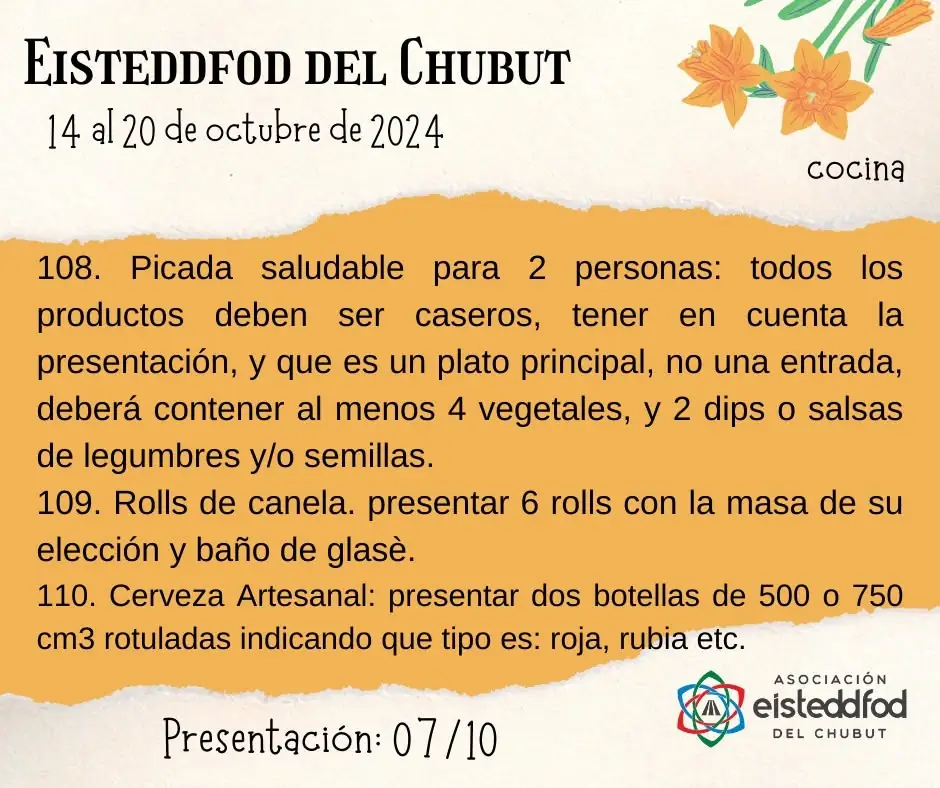 Eisteddfod del Chubut
14 al 20 de octubre de 2024
cocina
108. Picada saludable para 2 personas: todos los
productos deben ser caseros, tener en cuenta la
presentación, y que es un plato principal, no una entrada,
deberá contener al menos 4 vegetales, y 2 dips o salsas
de legumbres y/o semillas.
109. Rolls de canela. presentar 6 rolls con la masa de su
elección y baño de glasè.
110. Cerveza Artesanal: presentar dos botellas de 500 o 750
cm3 rotuladas indicando que tipo es: roja, rubia etc.
Presentación: 07/10
ASOCIACIÓN
eisteddfod
DEL CHUBUT